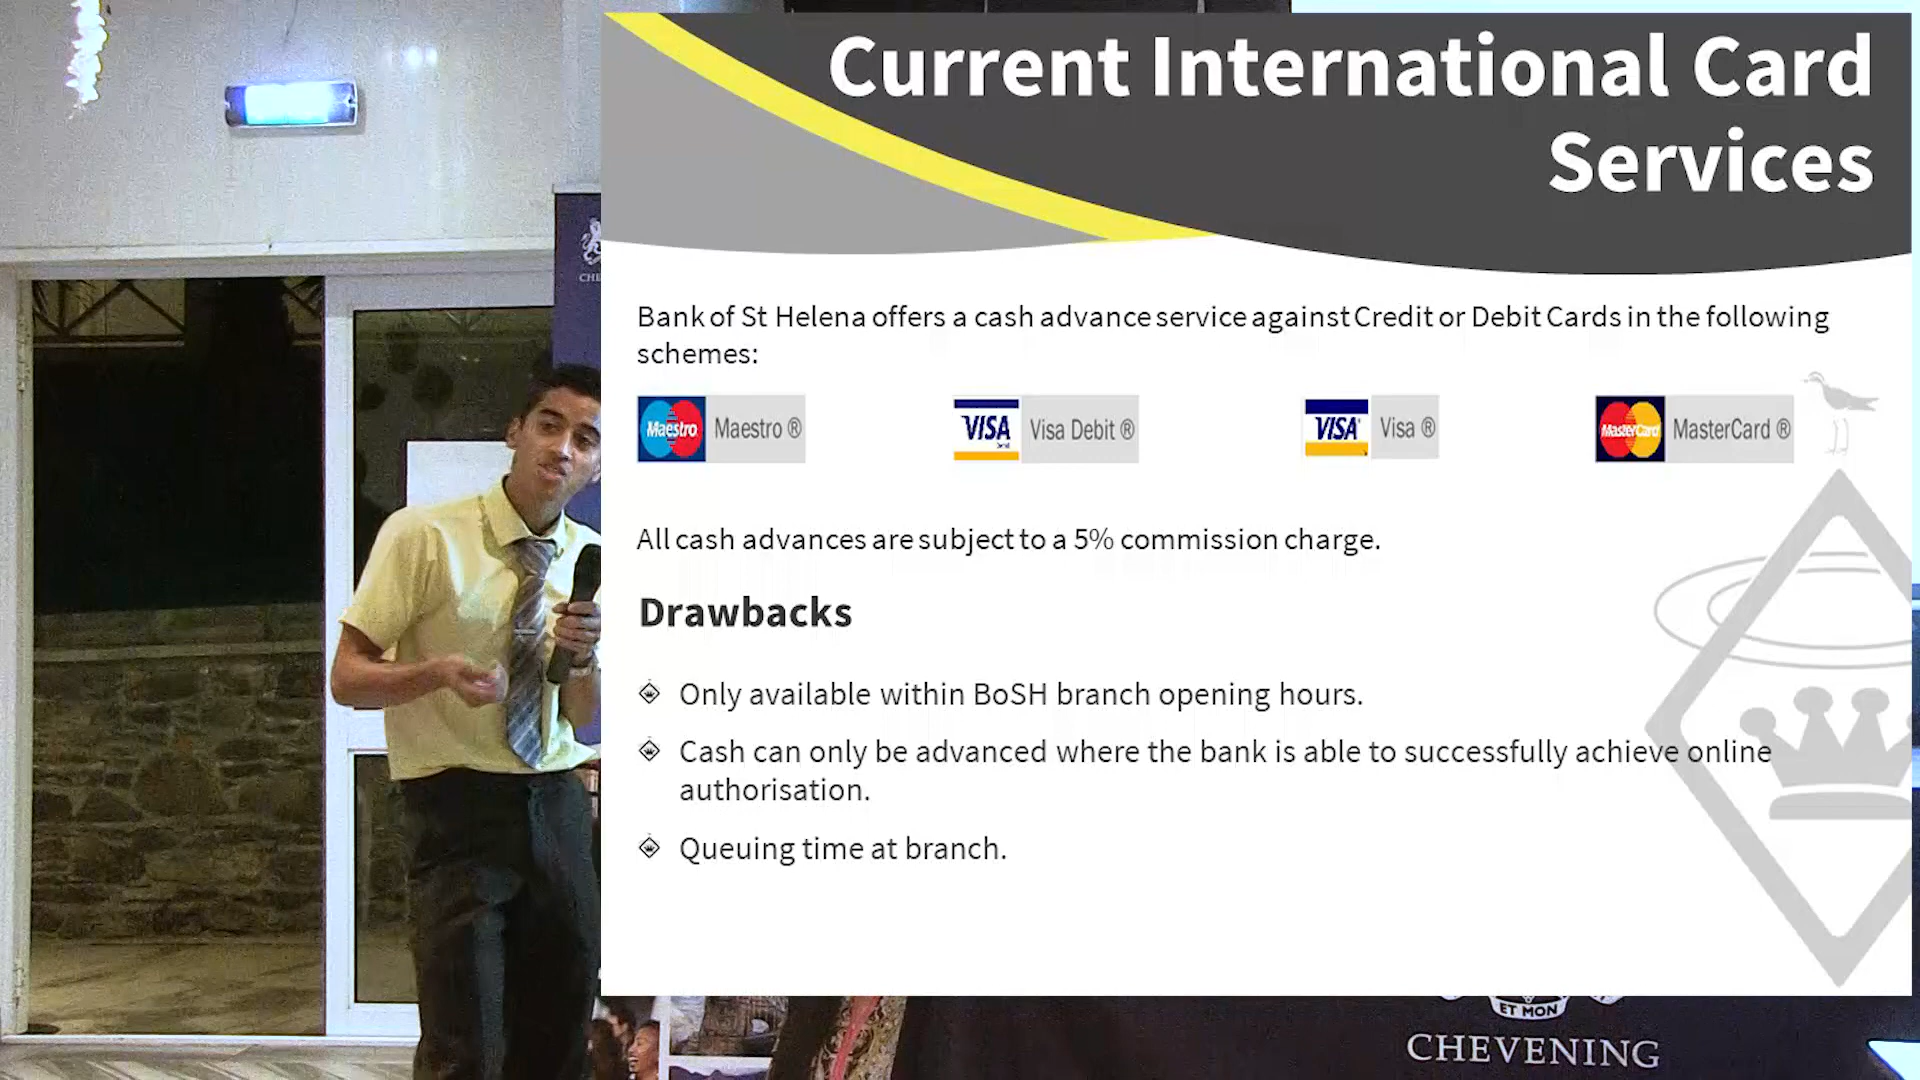 Current International Card
Services
Bank of St Helena offers a cash advance service against Credit or Debit Cards in the following
schemes:
Maestro Maestro ®
VISA Visa Debit ®
VISA Visa ®
MasterCard MasterCard ®
All cash advances are subject to a 5% commission charge.
Drawbacks
Only available within BoSH branch opening hours.
Cash can only be advanced where the bank is able to successfully achieve online
authorisation.
Queuing time at branch.
ET MON
CHEVENING